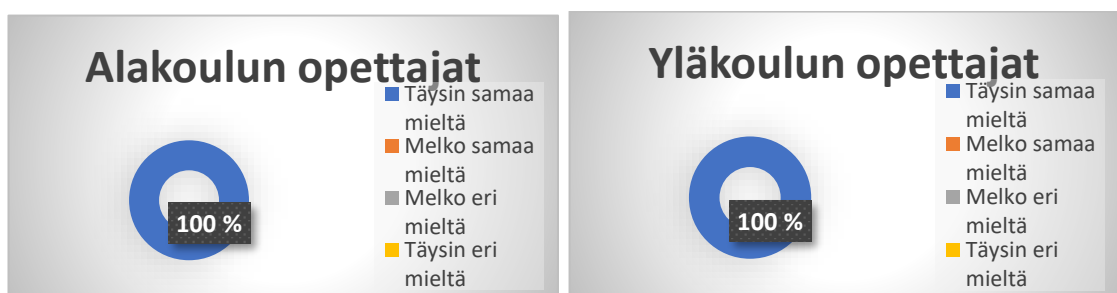 Alakoulun opettajat
Täysin samaa
mieltä
Melko samaa
mieltä
Melko eri
mieltä
Täysin eri
mieltä
100 %
Yläkoulun opettajat
Täysin samaa
mieltä
Melko samaa
mieltä
Melko eri
mieltä
Täysin eri
mieltä
100 %